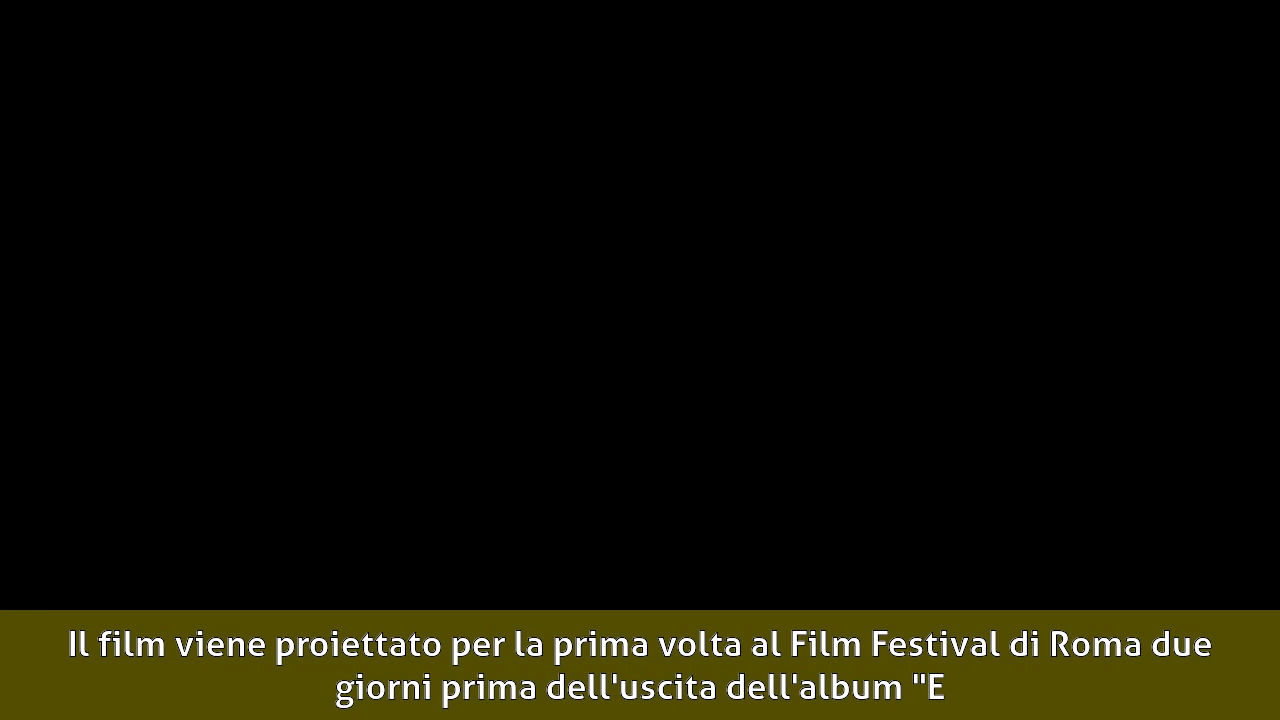 Il film viene proiettato per la prima volta al Film Festival di Roma due
giorni prima dell'uscita dell'album "E